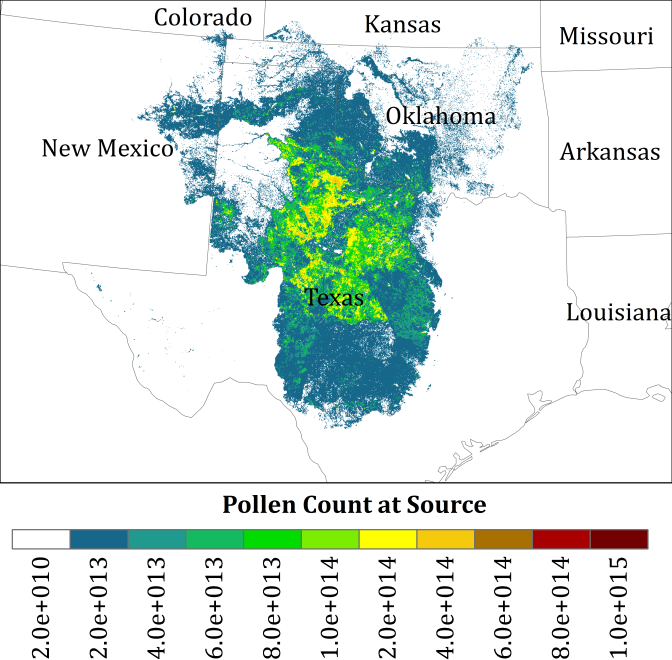 Colorado
Kansas
Missouri
Oklahoma
New Mexico
Arkansas
Texas
Louisiana
Pollen Count at Source
2.0e+010
2.0e+013
4.0e+013
6.0e+013
8.0e+013
1.0e+014
2.0e+014
4.0e+014
6.0e+014
8.0e+014
1.0e+015